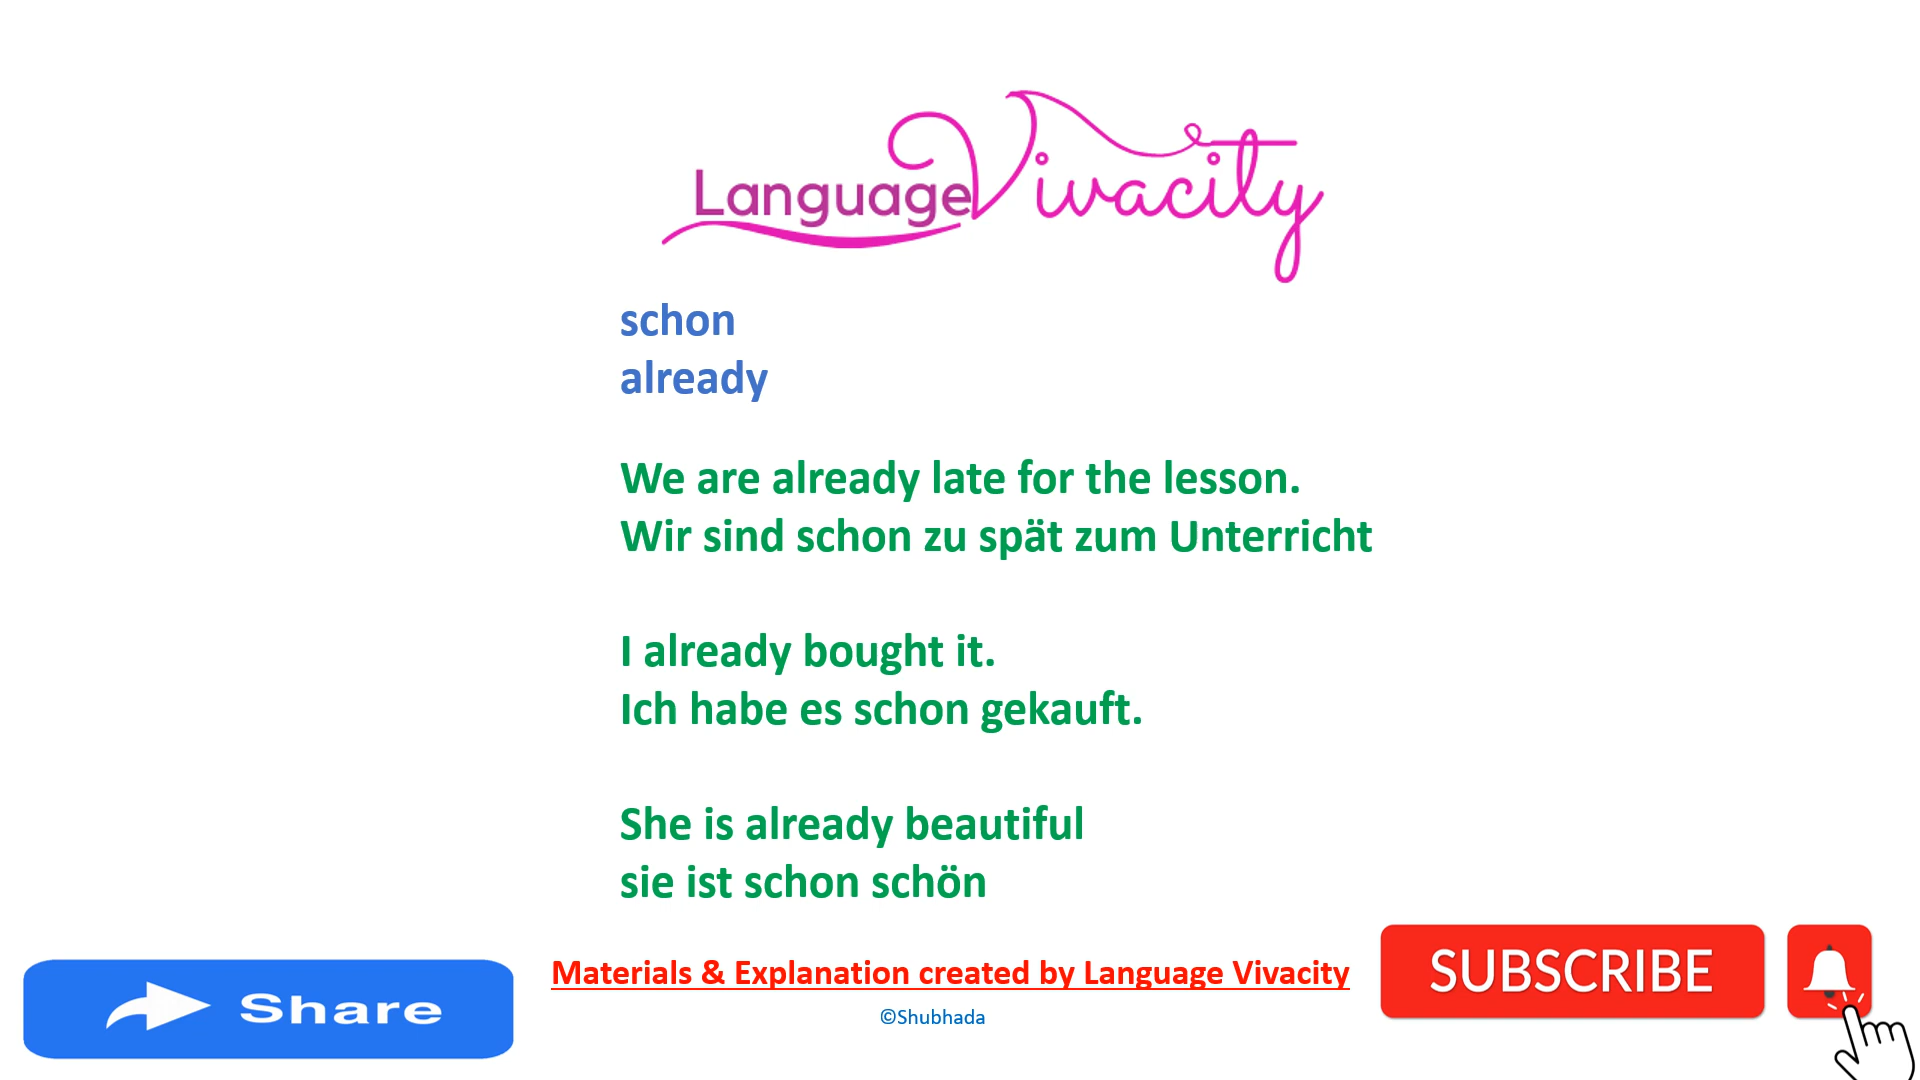 Language Vivacity
schon
already
We are already late for the lesson.
Wir sind schon zu spät zum Unterricht
I already bought it.
Ich habe es schon gekauft.
She is already beautiful
sie ist schon schön
Materials & Explanation created by Language Vivacity
©Shubhada
Share
SUBSCRIBE